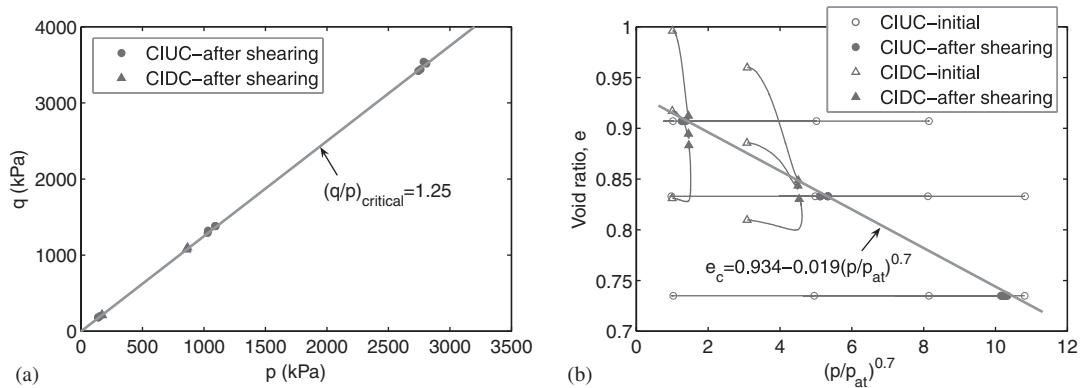 4000
3000
2000
1000
0
q (kPa)
CIUC–after shearing
CIDC–after shearing
(q/p)critical=1.25
0 500 1000 1500 2000 2500 3000 3500
p (kPa)
(a)
1
0.95
0.9
0.85
0.8
0.75
0.7
Void ratio, e
CIUC–initial
CIUC–after shearing
CIDC–initial
CIDC–after shearing
e_c=0.934–0.019(p/p_at)^0.7
0 2 4 6 8 10 12
(p/p_at)^0.7
(b)